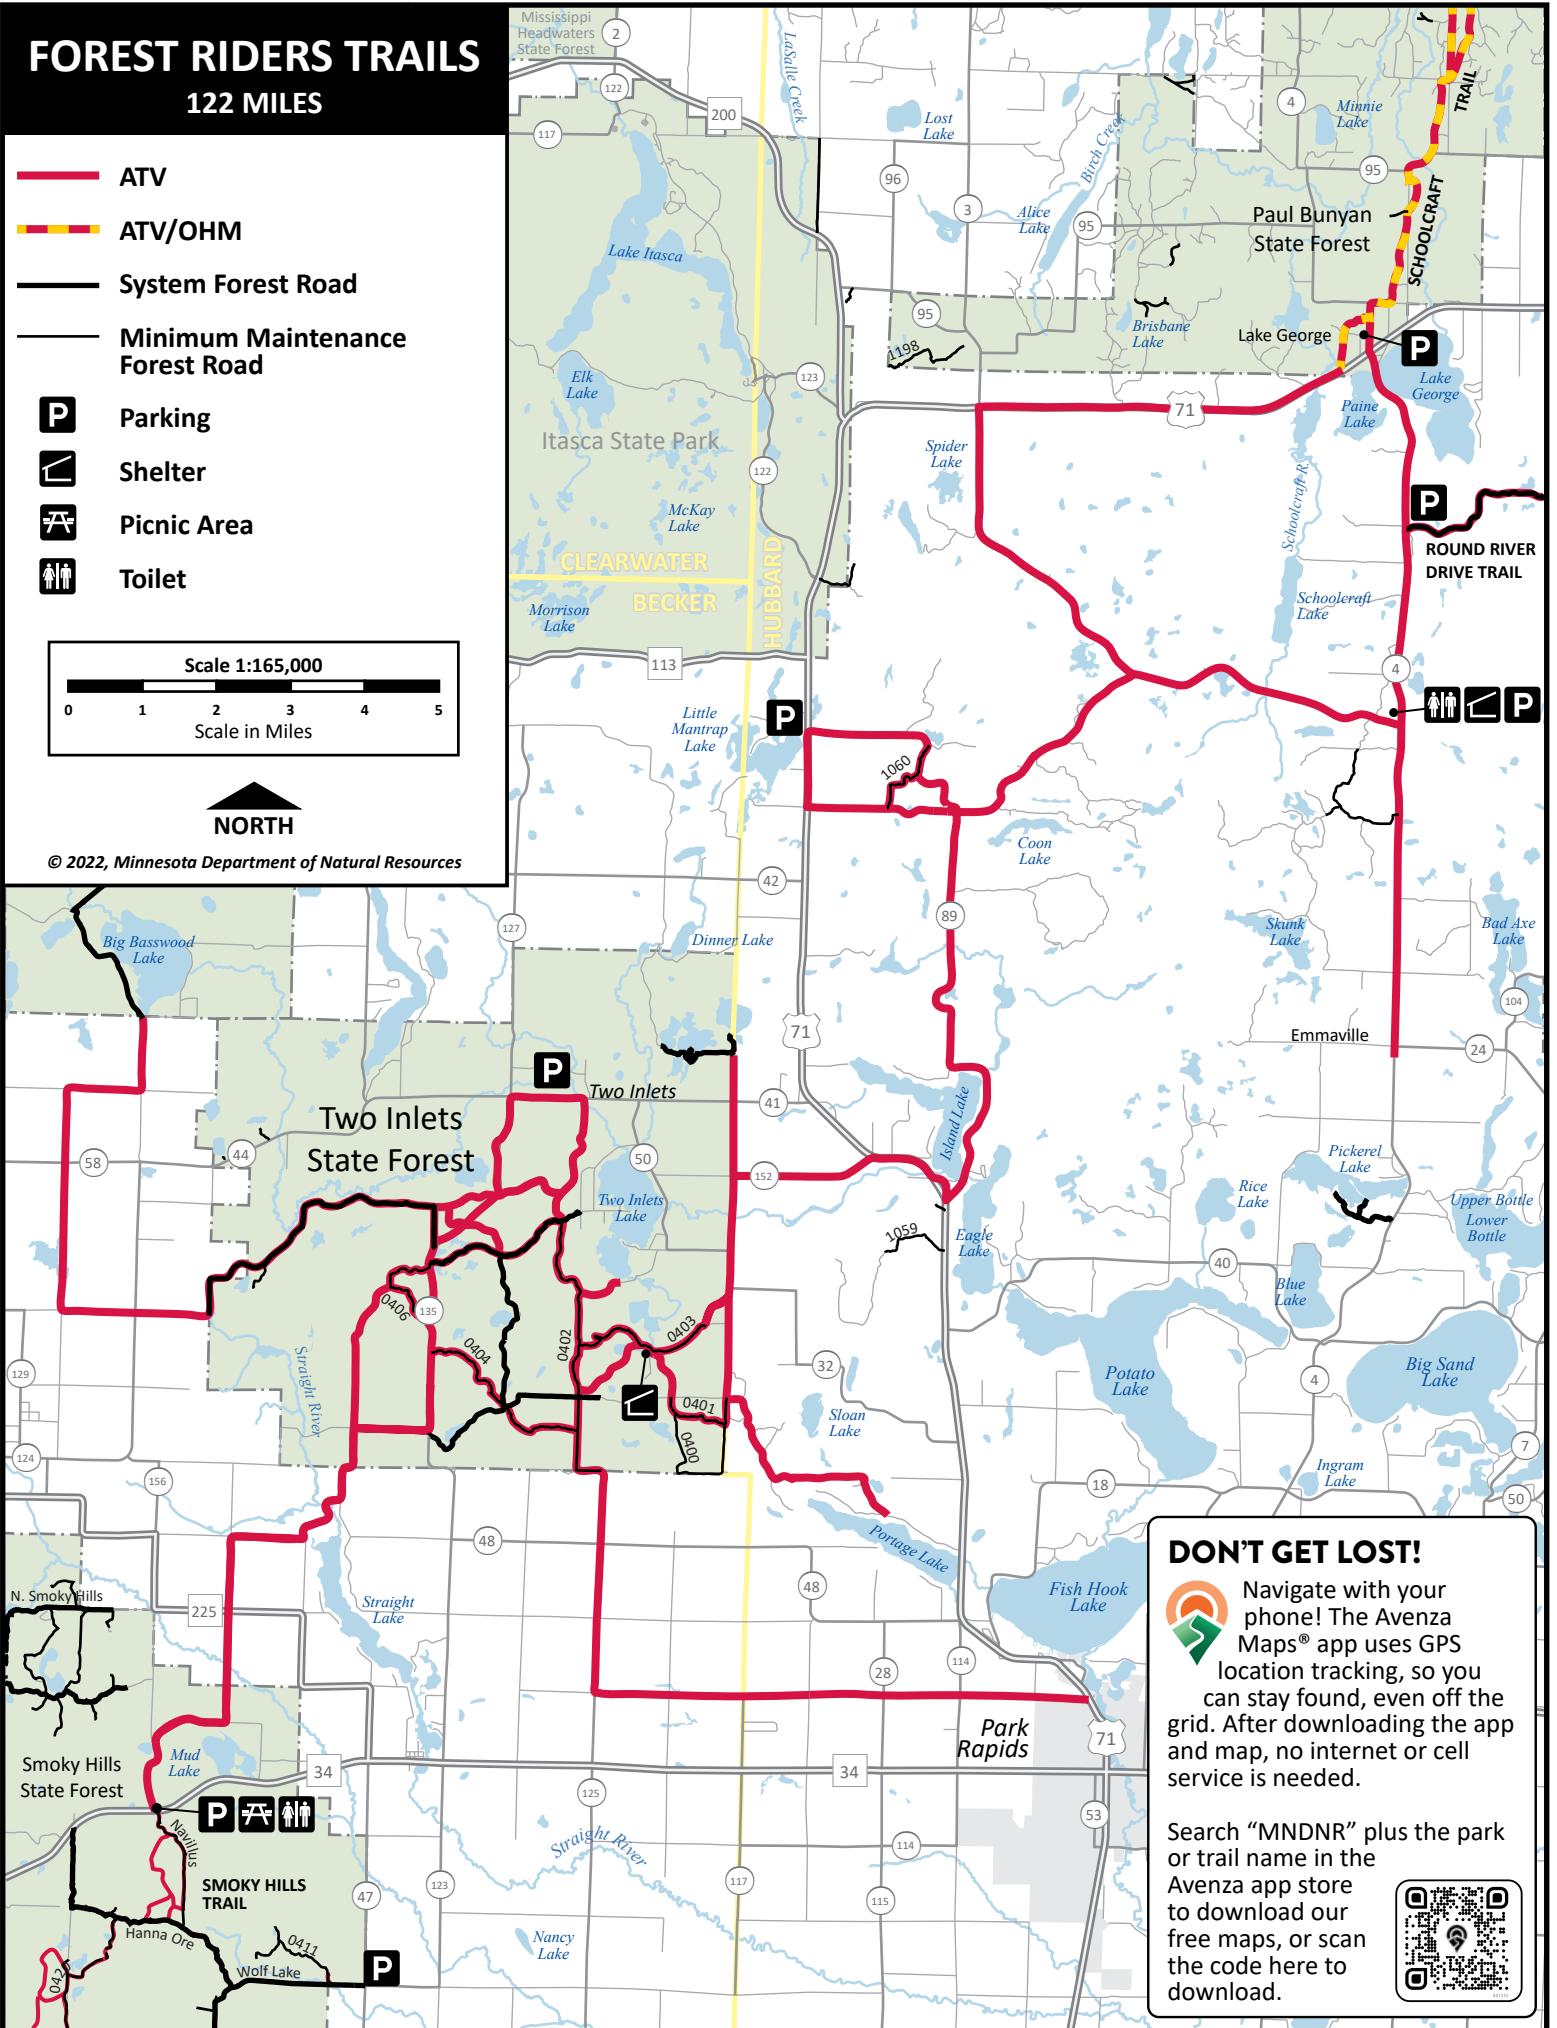 FOREST RIDERS TRAILS
122 MILES
ATV
ATV/OHM
System Forest Road
Minimum Maintenance
Forest Road
P
Parking
Shelter
Picnic Area
Toilet
Scale 1:165,000
0 1 2 3 4 5
Scale in Miles
NORTH
© 2022, Minnesota Department of Natural Resources
Mississippi
Headwaters
State Forest
2
122
117
200
LaSalle Creek
Lost
Lake
96
3
Alice
Lake
Birch Creek
95
4
Minnie
Lake
95
TRAIL
SCHOOLCRAFT
Paul Bunyan
State Forest
Lake Itasca
95
1198
Brisbane
Lake
Lake George
P
Lake
George
Paine
Lake
Elk
Lake
123
71
Itasca State Park
122
Spider
Lake
McKay
Lake
Schoolcraft R.
P
ROUND RIVER
DRIVE TRAIL
CLEARWATER
BECKER
HUBBARD
Morrison
Lake
Schoolcraft
Lake
113
4
P
Little
Mantrap
Lake
P
1060
Coon
Lake
42
89
127
Dinner Lake
Skunk
Lake
Bad Axe
Lake
Big Basswood
Lake
104
71
Emmaville
24
P
Two Inlets
41
Two Inlets
State Forest
44
58
50
152
Island Lake
Pickerel
Lake
Two Inlets
Lake
Rice
Lake
Upper Bottle
Lower
Bottle
1059
Eagle
Lake
40
Blue
Lake
0406
135
0404
0402
0403
Straight River
129
32
Potato
Lake
4
Big Sand
Lake
0401
0400
Sloan
Lake
124
156
7
Ingram
Lake
18
50
48
Portage Lake
48
Fish Hook
Lake
N. Smoky Hills
225
Straight
Lake
28
114
Park
Rapids
71
Smoky Hills
State Forest
Mud
Lake
34
34
P
125
53
Navillus
Straight River
114
SMOKY HILLS
TRAIL
47
123
117
115
Hanna Ore
0411
Nancy
Lake
Wolf Lake
P
DON'T GET LOST!
Navigate with your
phone! The Avenza
Maps® app uses GPS
location tracking, so you
can stay found, even off the
grid. After downloading the app
and map, no internet or cell
service is needed.
Search “MNDNR” plus the park
or trail name in the
Avenza app store
to download our
free maps, or scan
the code here to
download.